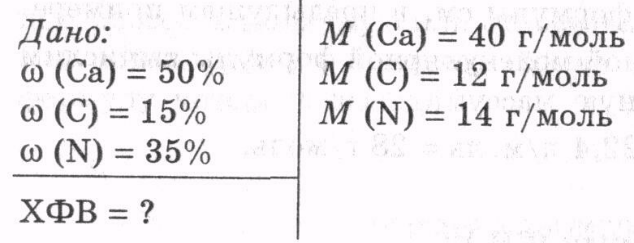 Дано:
ω (Ca) = 50%
ω (C) = 15%
ω (N) = 35%
ХФВ = ?
M (Ca) = 40 г/моль
M (C) = 12 г/моль
M (N) = 14 г/моль